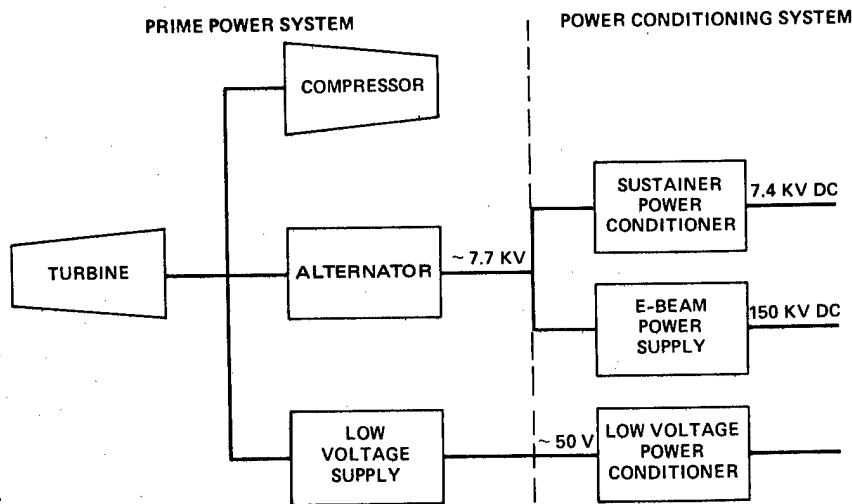 PRIME POWER SYSTEM
POWER CONDITIONING SYSTEM
COMPRESSOR
SUSTAINER
POWER
CONDITIONER
7.4 KV DC
TURBINE
ALTERNATOR
~ 7.7 KV
E-BEAM
POWER
SUPPLY
150 KV DC
LOW
VOLTAGE
SUPPLY
~ 50 V
LOW VOLTAGE
POWER
CONDITIONER